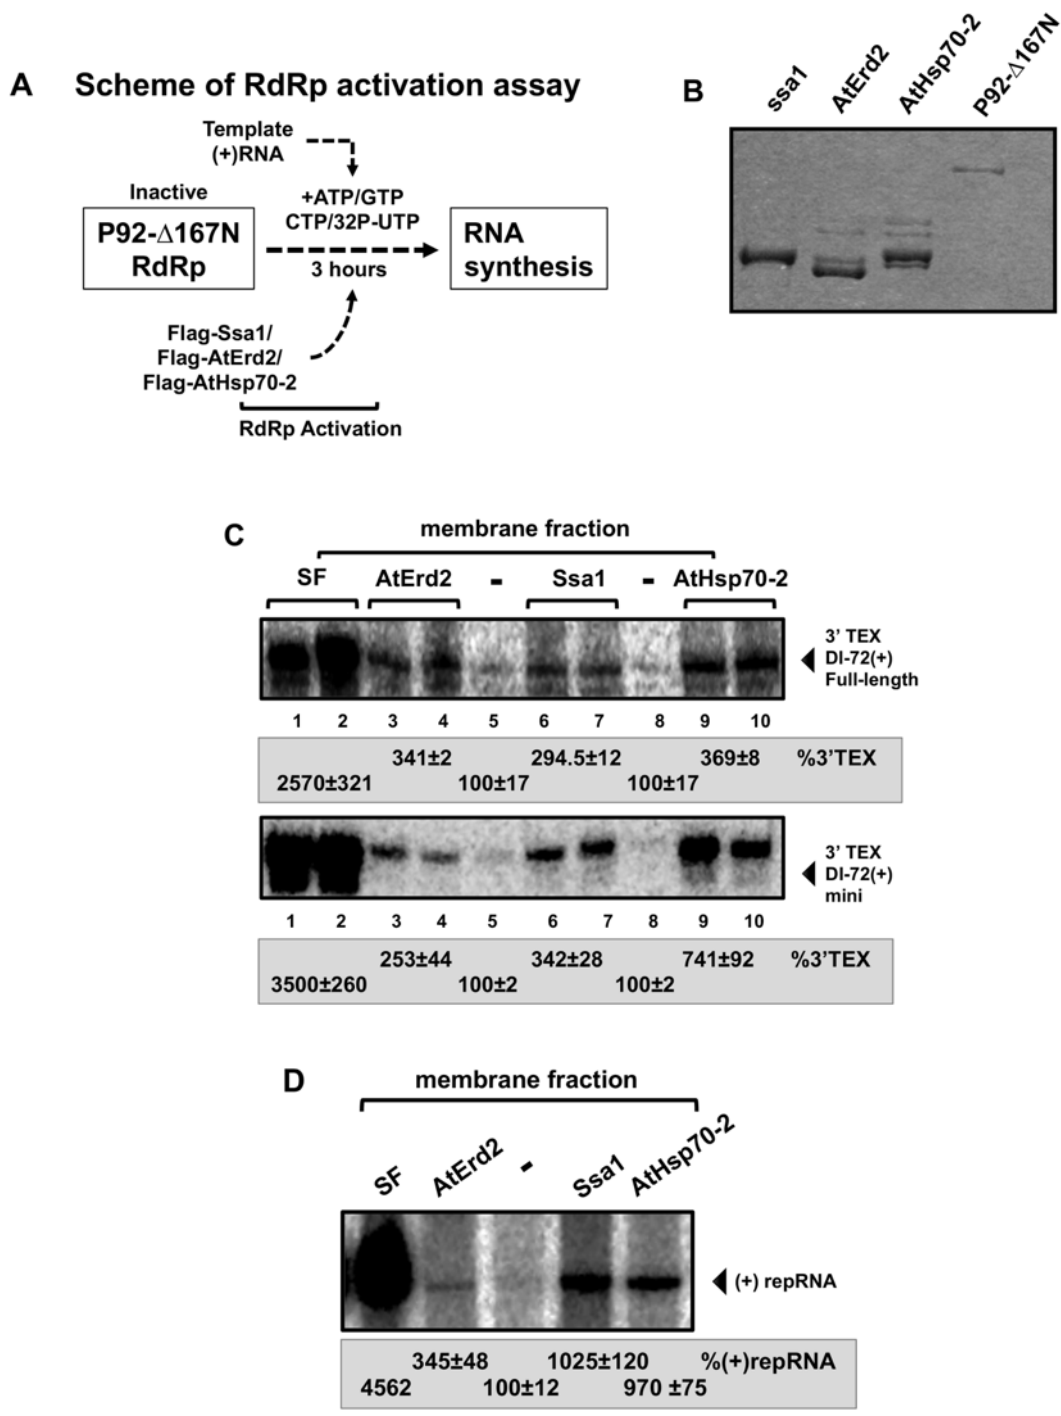 A Scheme of RdRp activation assay
Template
(+)RNA
Inactive
P92-Δ167N
RdRp
+ATP/GTP
CTP/32P-UTP
3 hours
RNA
synthesis
Flag-Ssa1/
Flag-AtErd2/
Flag-AtHsp70-2
RdRp Activation
B
ssa1
AtErd2
AtHsp70-2
P92-Δ167N
C
membrane fraction
SF AtErd2 - Ssa1 - AtHsp70-2
3’ TEX
DI-72(+)
Full-length
1 2 3 4 5 6 7 8 9 10
341±2 294.5±12 369±8 %3'TEX
2570±321 100±17 100±17
3’ TEX
DI-72(+)
mini
1 2 3 4 5 6 7 8 9 10
253±44 342±28 741±92 %3'TEX
3500±260 100±2 100±2
D
membrane fraction
SF AtErd2 - Ssa1 AtHsp70-2
(+) repRNA
345±48 1025±120 %(+)repRNA
4562 100±12 970 ±75